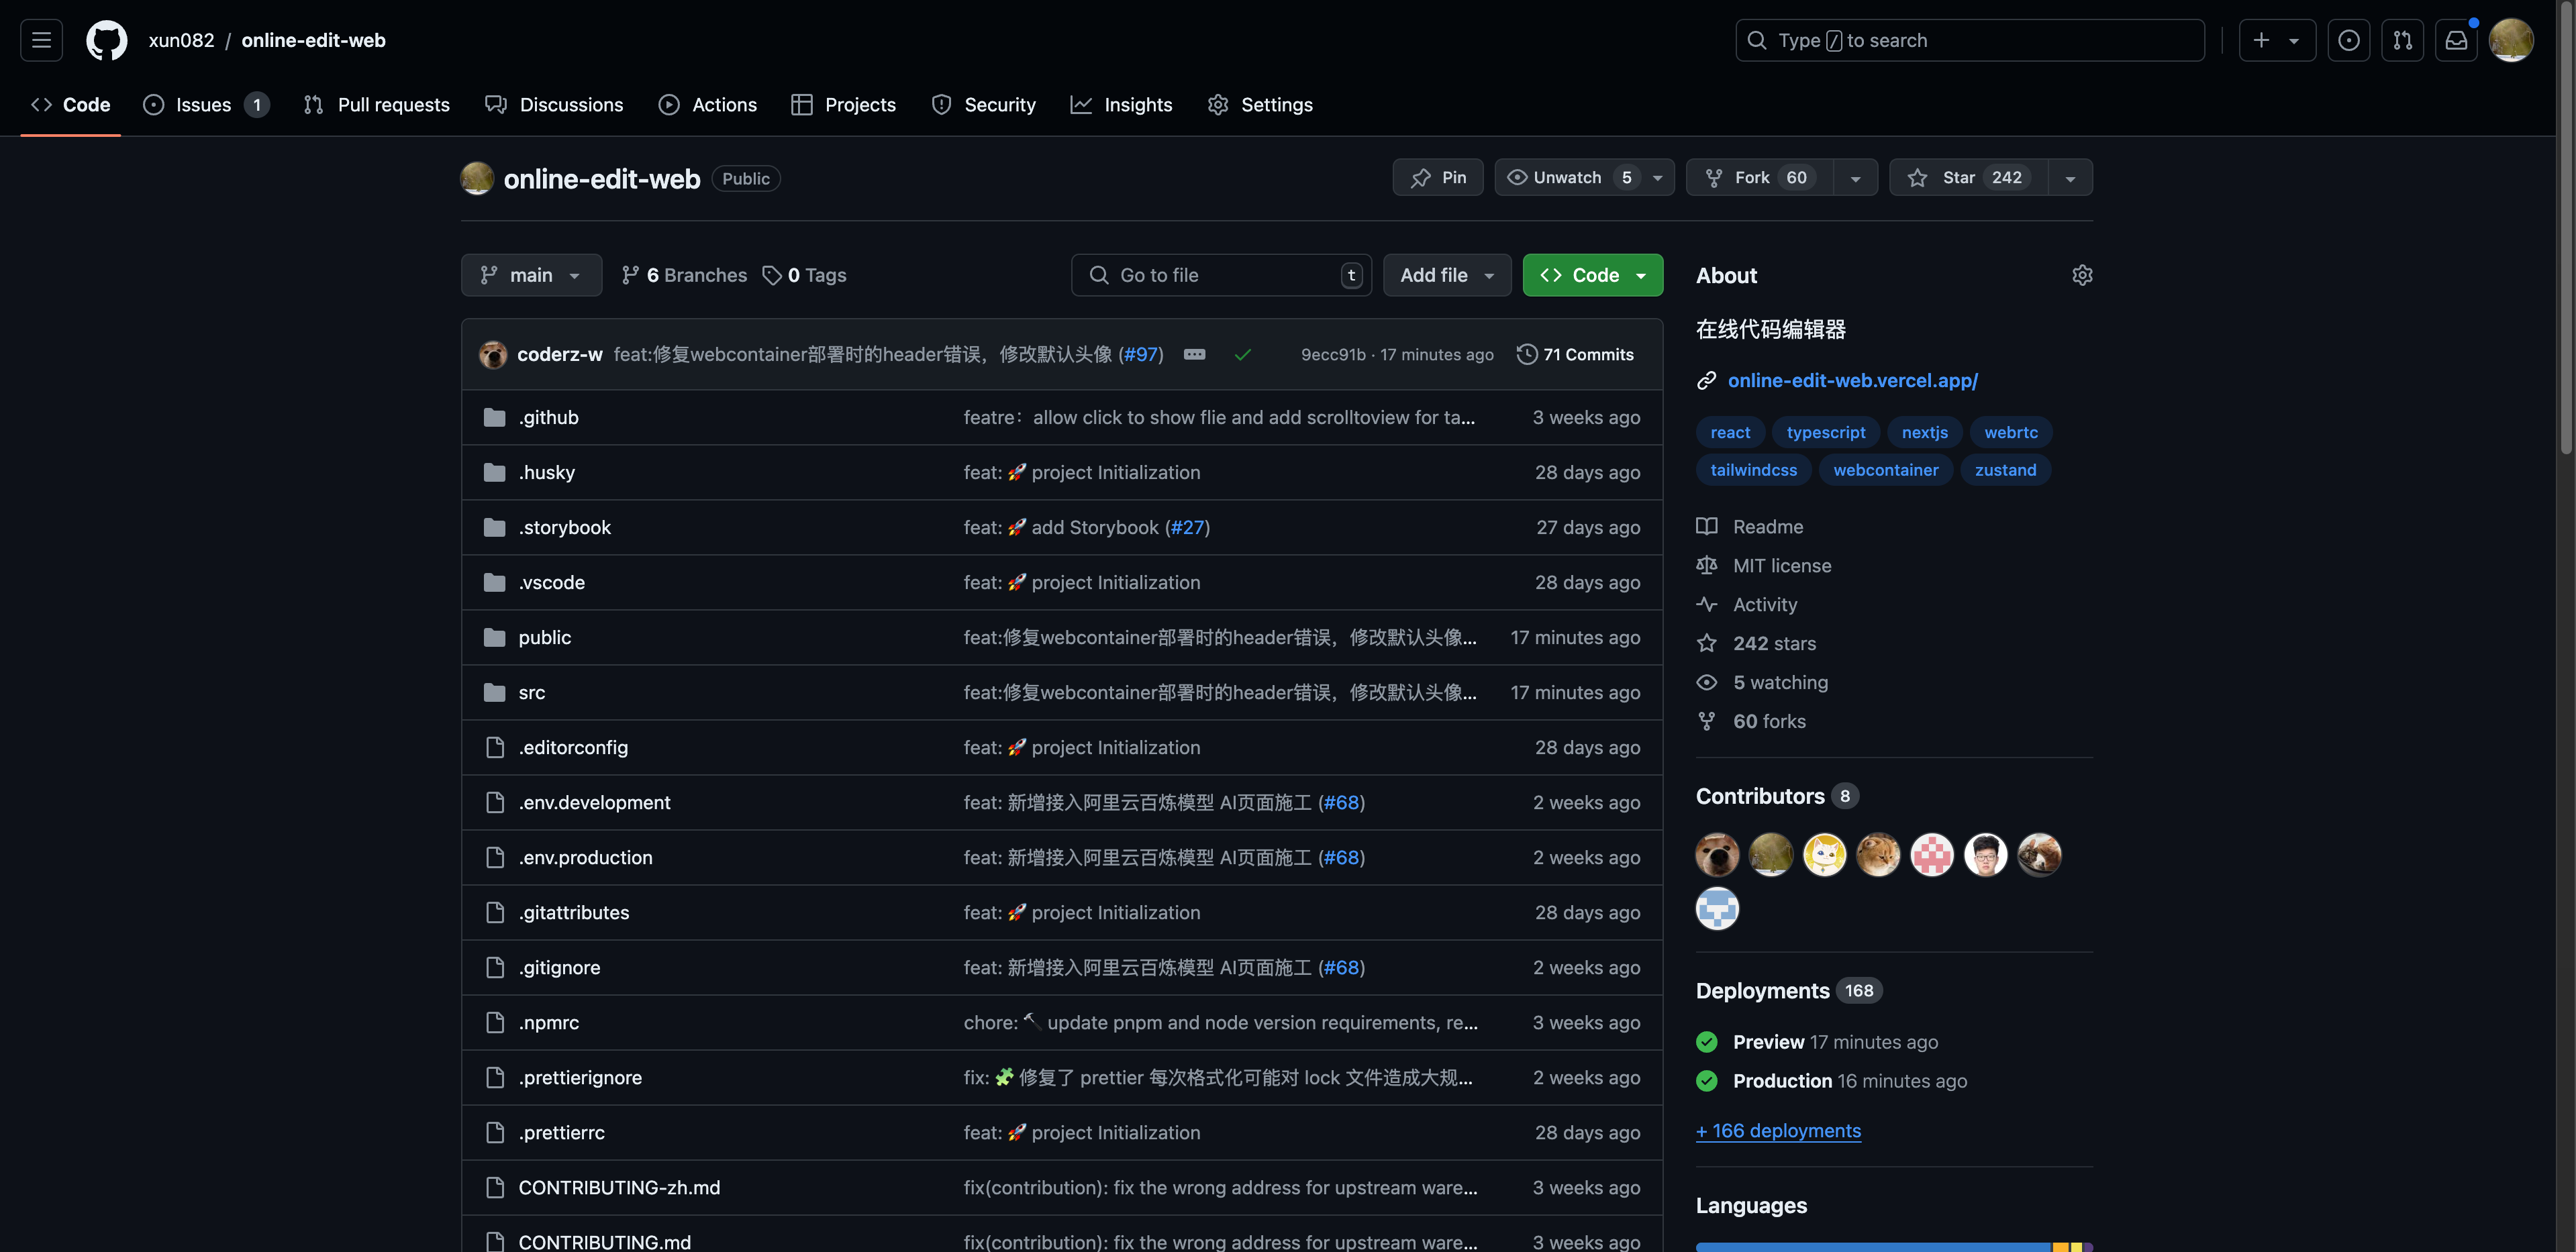 xun082 / online-edit-web
Type / to search
Code
Issues 1
Pull requests
Discussions
Actions
Projects
Security
Insights
Settings
online-edit-web Public
Pin
Unwatch 5
Fork 60
Star 242
main
6 Branches
0 Tags
Go to file t
Add file
Code
coderz-w feat:修复webcontainer部署时的header错误，修改默认头像 (#97) 9ecc91b · 17 minutes ago 71 Commits
.github featre：allow click to show flie and add scrolltoview for ta... 3 weeks ago
.husky feat: 🚀 project Initialization 28 days ago
.storybook feat: 🚀 add Storybook (#27) 27 days ago
.vscode feat: 🚀 project Initialization 28 days ago
public feat:修复webcontainer部署时的header错误，修改默认头像... 17 minutes ago
src feat:修复webcontainer部署时的header错误，修改默认头像... 17 minutes ago
.editorconfig feat: 🚀 project Initialization 28 days ago
.env.development feat: 新增接入阿里云百炼模型 AI页面施工 (#68) 2 weeks ago
.env.production feat: 新增接入阿里云百炼模型 AI页面施工 (#68) 2 weeks ago
.gitattributes feat: 🚀 project Initialization 28 days ago
.gitignore feat: 新增接入阿里云百炼模型 AI页面施工 (#68) 2 weeks ago
.npmrc chore: 🔨 update pnpm and node version requirements, re... 3 weeks ago
.prettierignore fix: 🧩 修复了 prettier 每次格式化可能对 lock 文件造成大规... 2 weeks ago
.prettierrc feat: 🚀 project Initialization 28 days ago
CONTRIBUTING-zh.md fix(contribution): fix the wrong address for upstream ware... 3 weeks ago
CONTRIBUTING.md fix(contribution): fix the wrong address for upstream ware... 3 weeks ago
About
在线代码编辑器
online-edit-web.vercel.app/
react typescript nextjs webrtc
tailwindcss webcontainer zustand
Readme
MIT license
Activity
242 stars
5 watching
60 forks
Contributors 8
Deployments 168
Preview 17 minutes ago
Production 16 minutes ago
+ 166 deployments
Languages